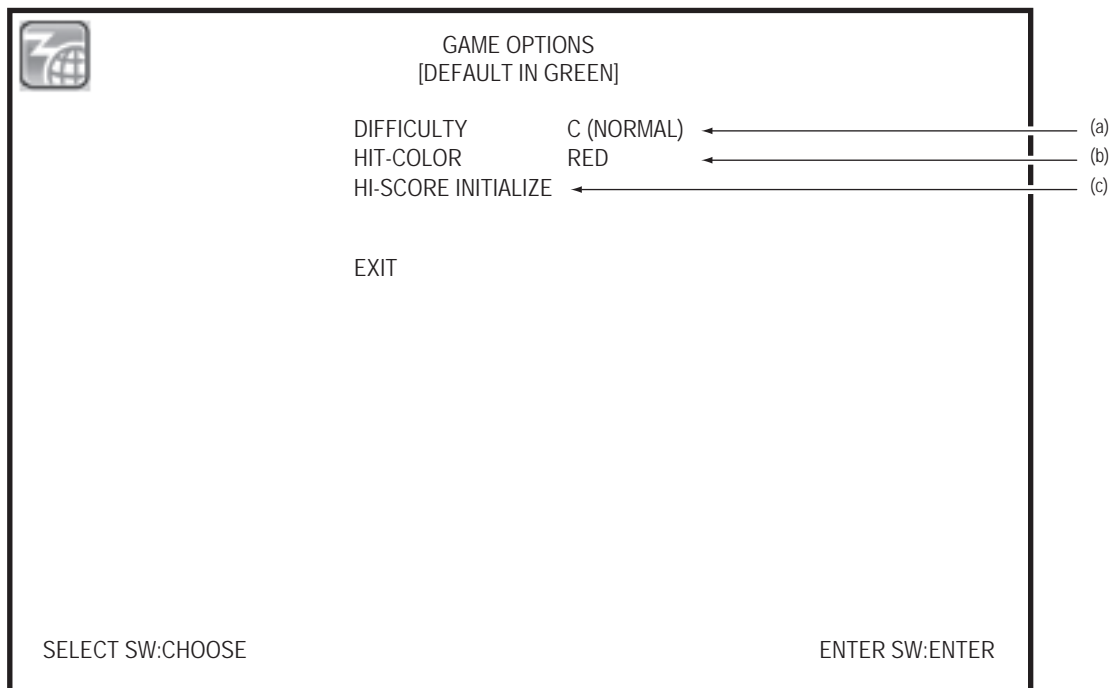 GAME OPTIONS
[DEFAULT IN GREEN]
DIFFICULTY C (NORMAL) (a)
HIT-COLOR RED (b)
HI-SCORE INITIALIZE (c)
EXIT
SELECT SW:CHOOSE ENTER SW:ENTER